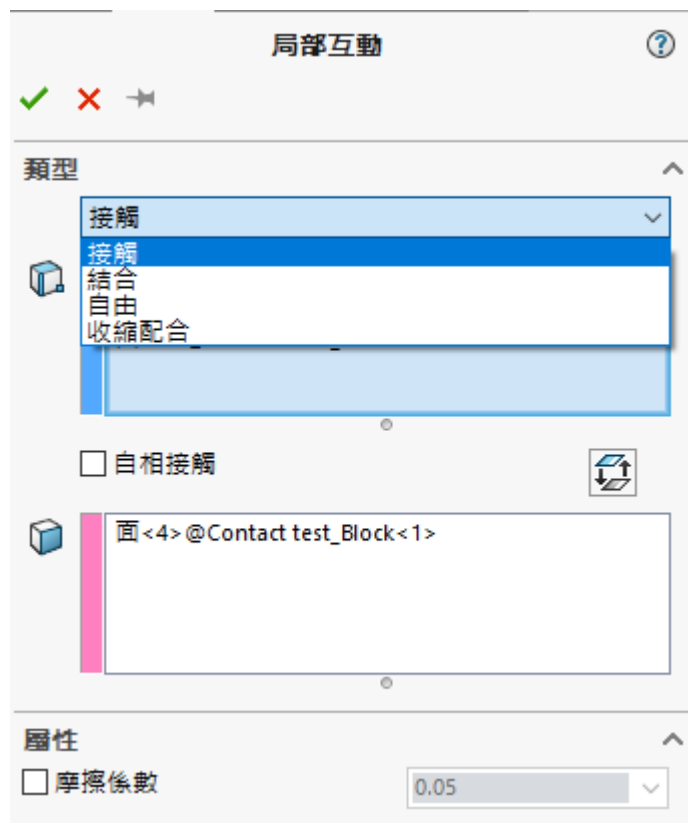 局部互動
類型
接觸
接觸
結合
自由
收縮配合
自相接觸
面<4>@Contact test_Block<1>
屬性
摩擦係數
0.05